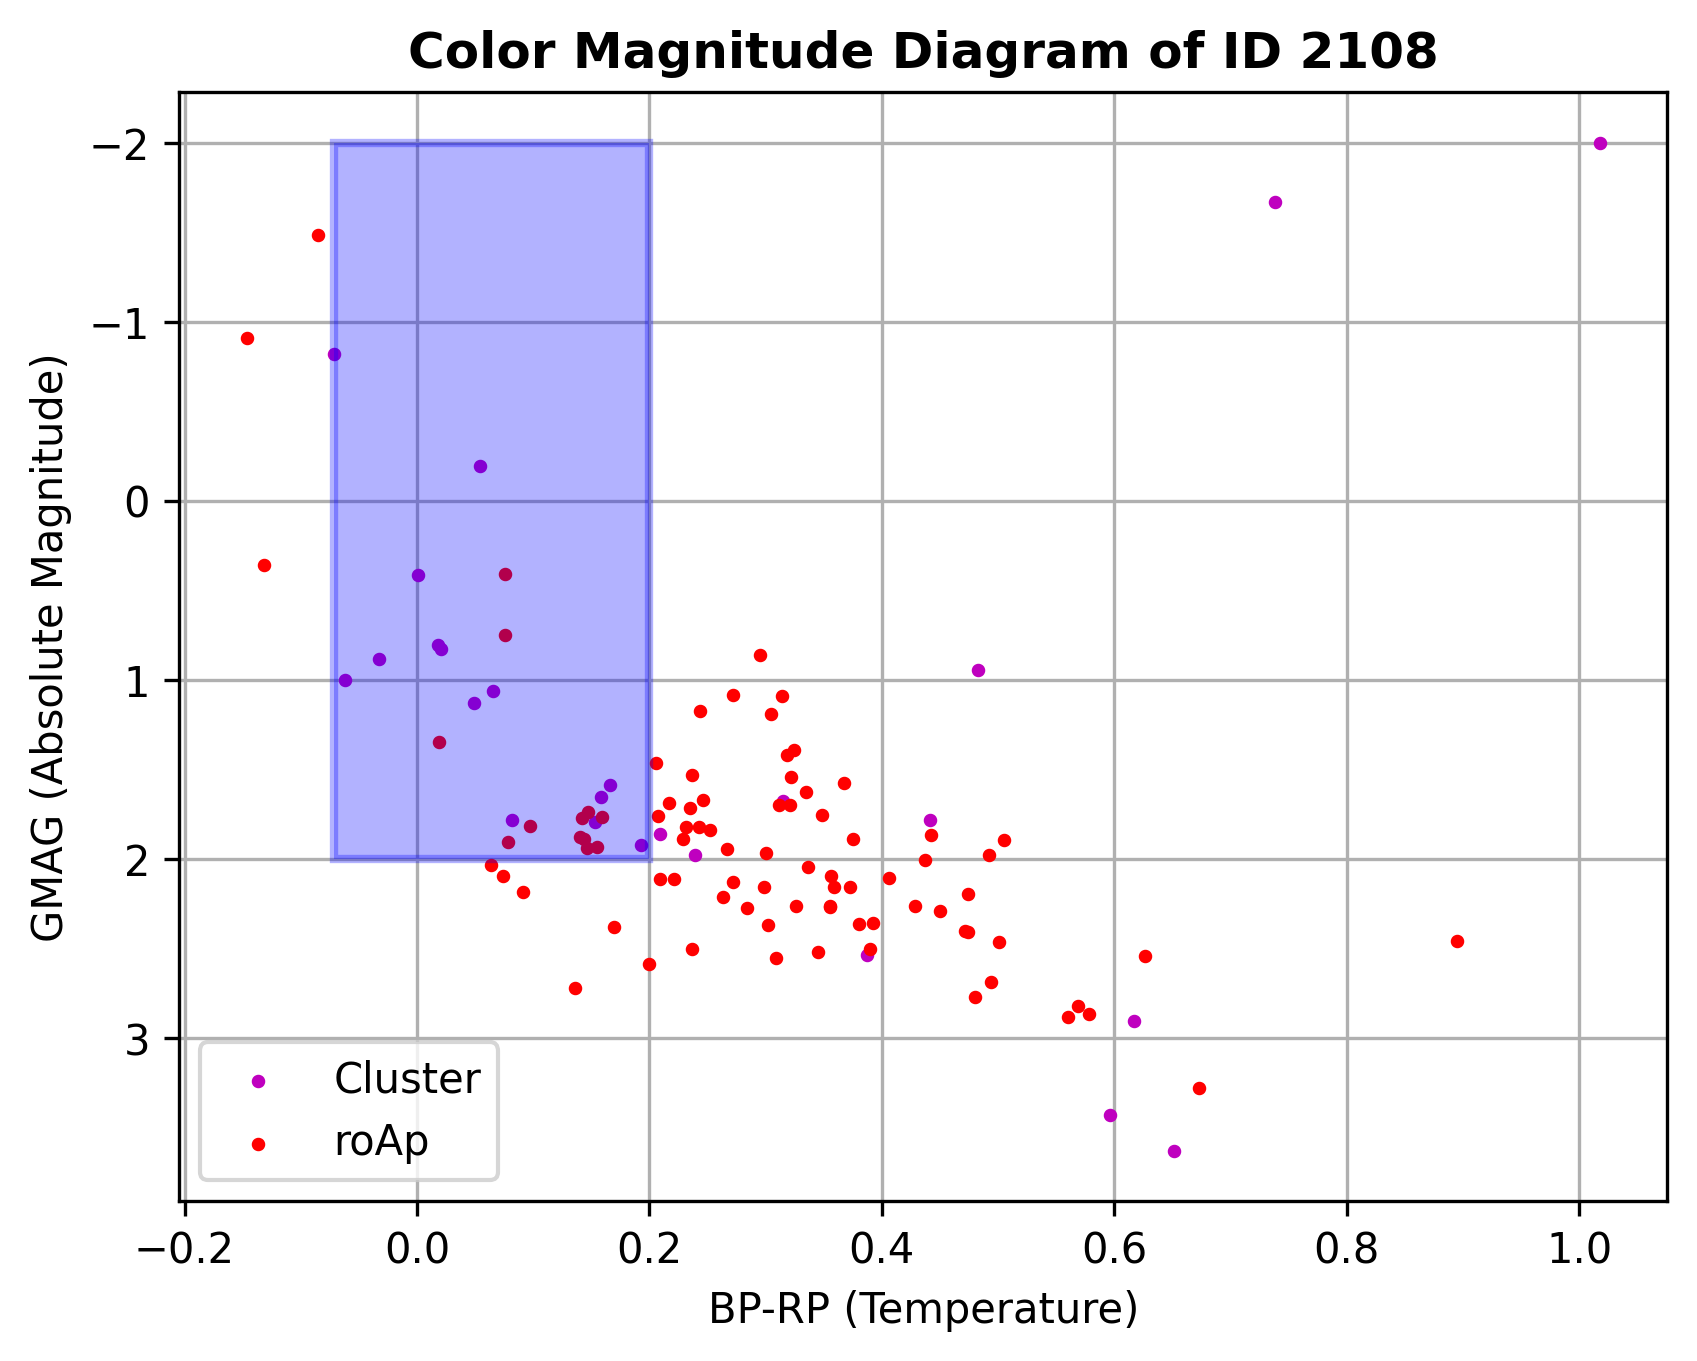 Color Magnitude Diagram of ID 2108
−2
−1
0
1
2
3
GMAG (Absolute Magnitude)
Cluster
roAp
−0.2 0.0 0.2 0.4 0.6 0.8 1.0
BP-RP (Temperature)